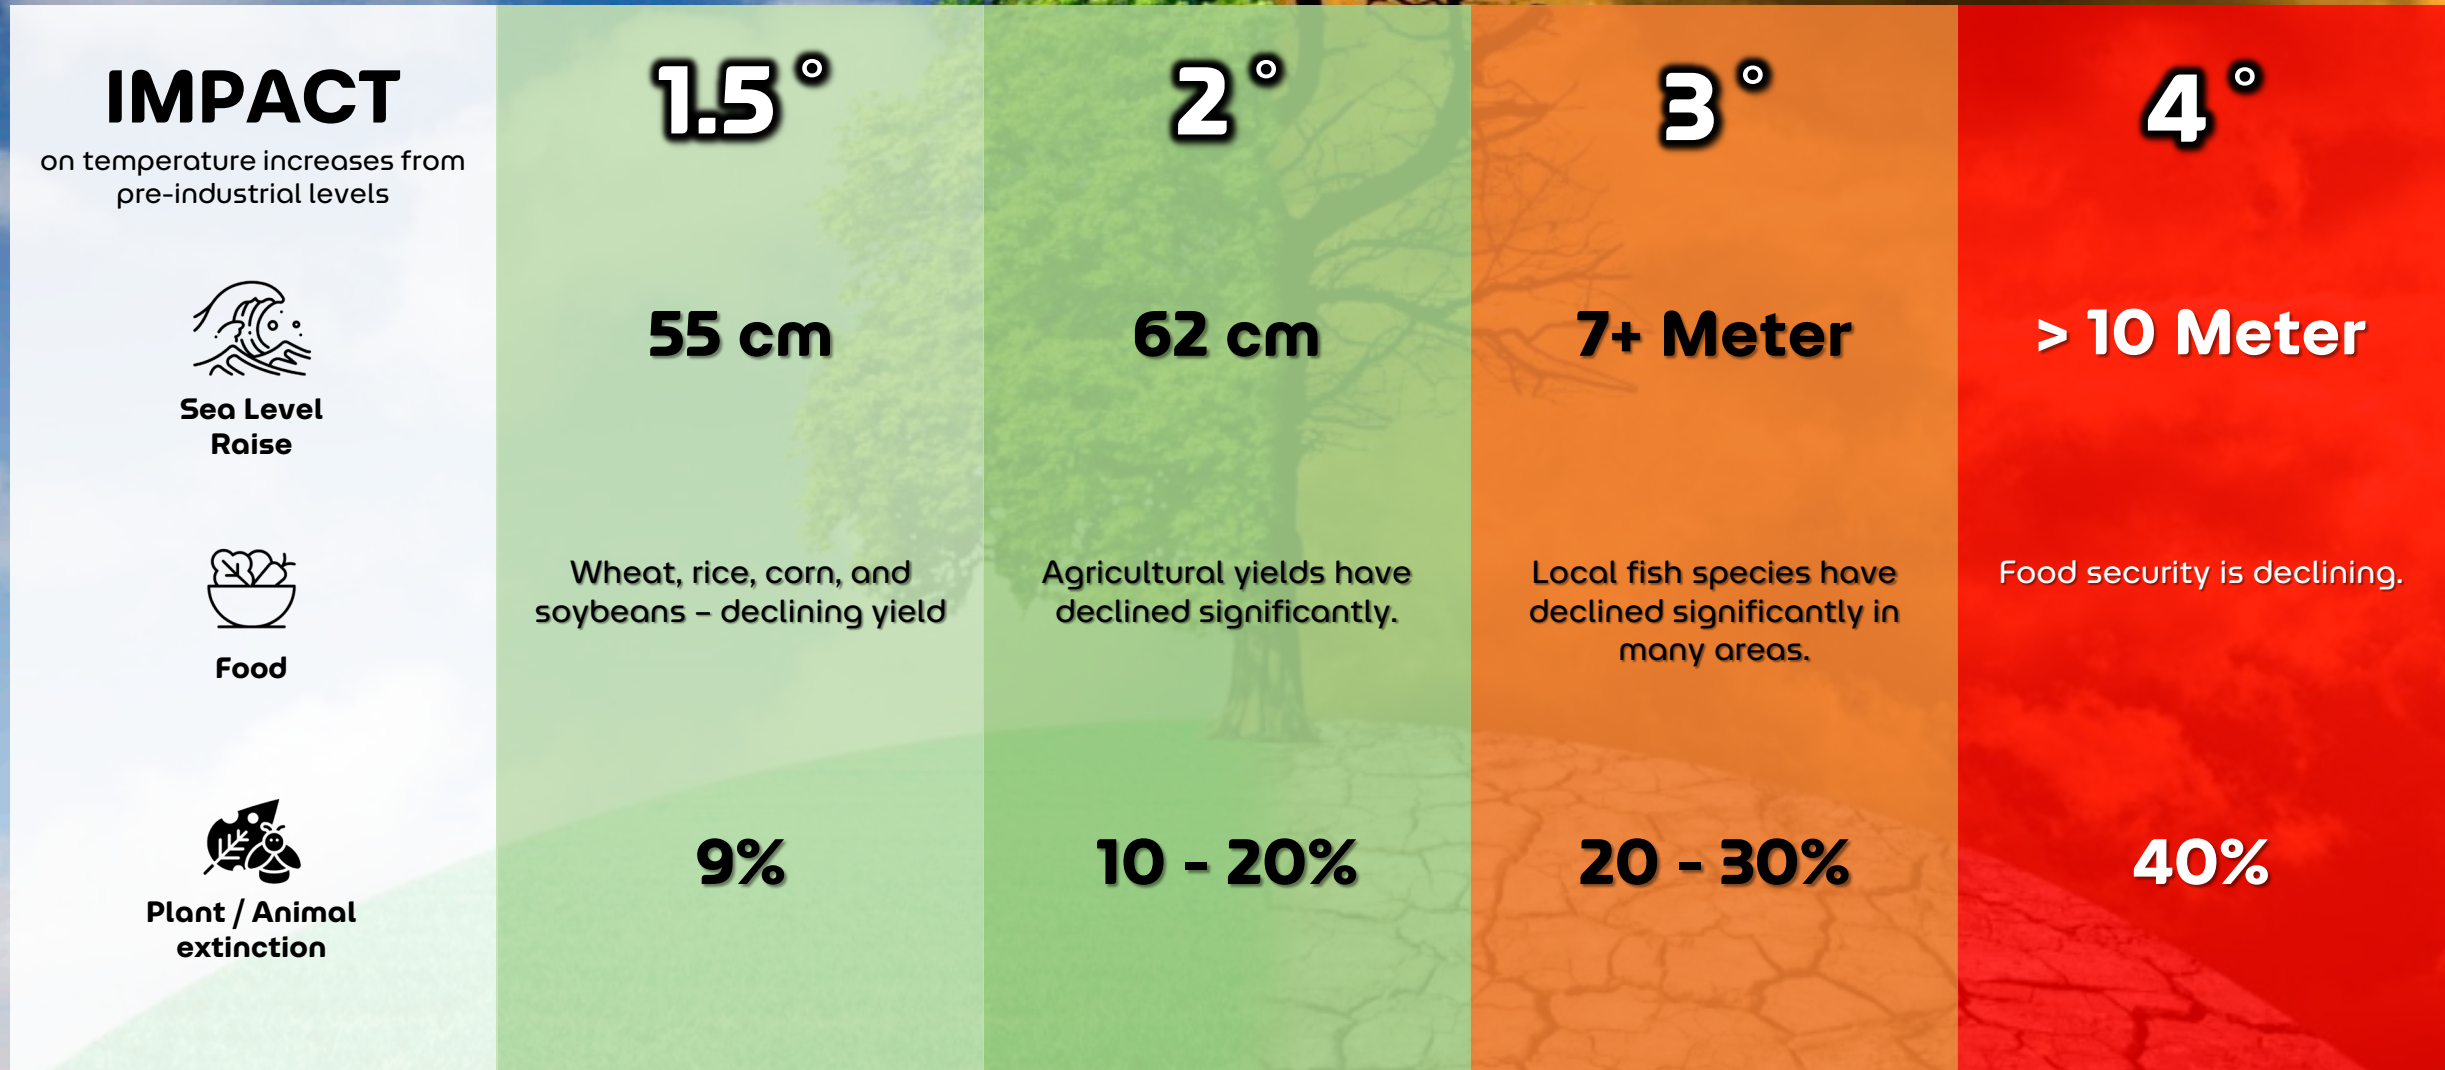 IMPACT
on temperature increases from
pre-industrial levels
1.5°
2°
3°
4°
Sea Level
Raise
55 cm
62 cm
7+ Meter
> 10 Meter
Food
Wheat, rice, corn, and
soybeans – declining yield
Agricultural yields have
declined significantly.
Local fish species have
declined significantly in
many areas.
Food security is declining.
Plant / Animal
extinction
9%
10 - 20%
20 - 30%
40%